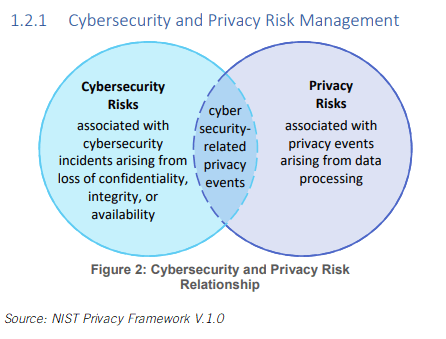 1.2.1 Cybersecurity and Privacy Risk Management
Cybersecurity
Risks
associated with
cybersecurity
incidents arising from
loss of confidentiality,
integrity, or
availability
cyber
security-
related
privacy
events
Privacy
Risks
associated with
privacy events
arising from data
processing
Figure 2: Cybersecurity and Privacy Risk
Relationship
Source: NIST Privacy Framework V.1.0